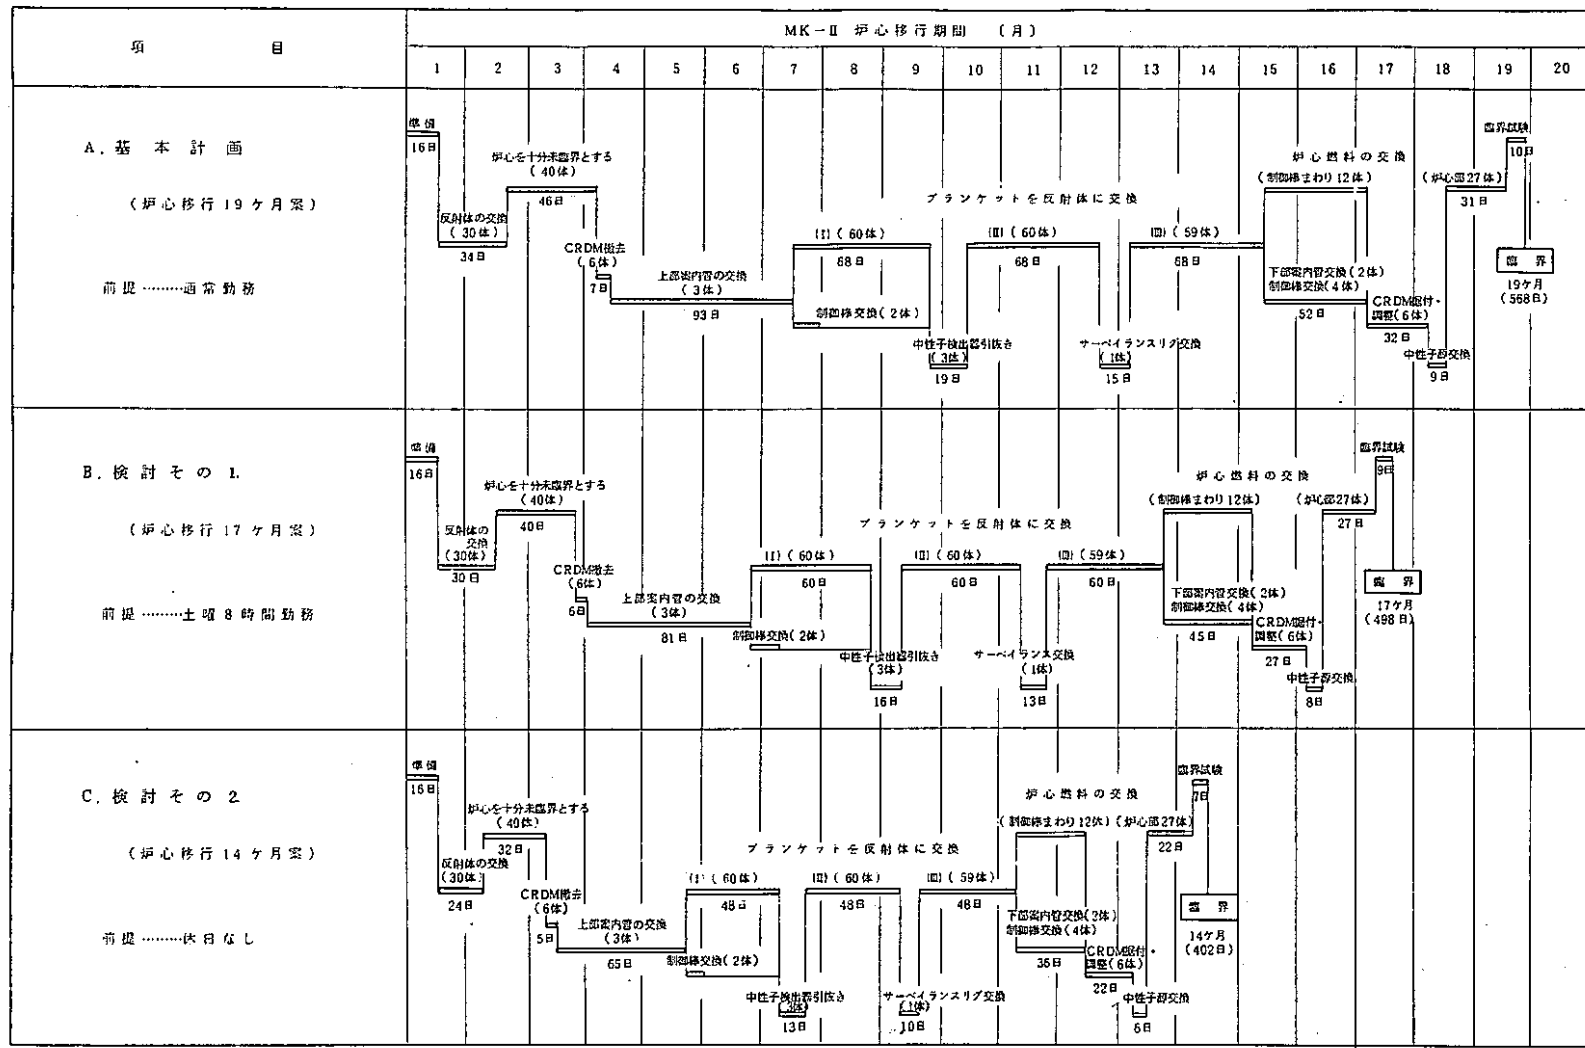 項 目
MK-Ⅱ 炉心移行期間 (月)
1 2 3 4 5 6 7 8 9 10 11 12 13 14 15 16 17 18 19 20
A. 基 本 計 画
(炉心移行 19 ケ月案)
前提………通常勤務
準備
16日
反射体の交換
(30体)
34日
炉心を十分未臨界とする
(40体)
46日
CRDM撤去
(6体)
7日
上部案内管の交換
(3体)
93日
ブランケットを反射体に交換
(Ⅰ) (60体)
68日
制御棒交換(2体)
中性子検出器引抜き
(3体)
19日
(Ⅱ) (60体)
68日
サーベイランスリグ交換
(1体)
15日
(Ⅲ) (59体)
68日
炉心燃料の交換
(制御棒まわり12体)
下部案内管交換(2体)
制御棒交換(4体)
52日
CRDM据付・
調整(6体)
32日
中性子源交換
9日
(炉心部27体)
31日
臨界試験
10日
臨 界
19ケ月
(568日)
B. 検 討 そ の 1.
(炉心移行 17 ケ月案)
前提………土曜8時間勤務
準備
16日
反射体の
交換
(30体)
30日
炉心を十分未臨界とする
(40体)
40日
CRDM撤去
(6体)
6日
上部案内管の交換
(3体)
81日
ブランケットを反射体に交換
(Ⅰ) (60体)
60日
制御棒交換(2体)
中性子検出器引抜き
(3体)
16日
(Ⅱ) (60体)
60日
サーベイランス交換
(1体)
13日
(Ⅲ) (59体)
60日
炉心燃料の交換
(制御棒まわり12体)
下部案内管交換(2体)
制御棒交換(4体)
45日
CRDM据付・
調整(6体)
27日
中性子源交換
8日
(炉心部27体)
27日
臨界試験
9日
臨 界
17ケ月
(498日)
C. 検 討 そ の 2
(炉心移行 14 ケ月案)
前提………休日なし
準備
16日
反射体の交換
(30体)
24日
炉心を十分未臨界とする
(40体)
32日
CRDM撤去
(6体)
5日
上部案内管の交換
(3体)
65日
ブランケットを反射体に交換
(Ⅰ) (60体)
48日
制御棒交換(2体)
中性子検出器引抜き
(3体)
13日
(Ⅱ) (60体)
48日
サーベイランスリグ交換
(1体)
10日
(Ⅲ) (59体)
48日
炉心燃料の交換
(制御棒まわり12体) (炉心部27体)
下部案内管交換(2体)
制御棒交換(4体)
36日
CRDM据付・
調整(6体)
22日
中性子源交換
6日
22日
臨界試験
7日
臨 界
14ケ月
(402日)